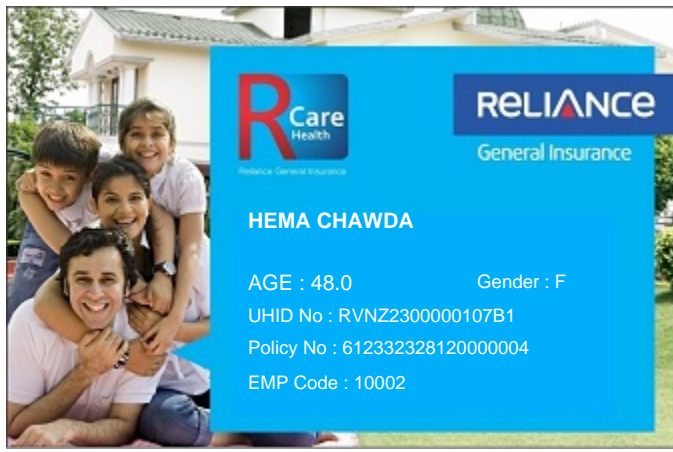 R Care
Health
Reliance General Insurance
RELIANCE
General Insurance
HEMA CHAWDA
AGE : 48.0 Gender : F
UHID No : RVNZ2300000107B1
Policy No : 612332328120000004
EMP Code : 10002